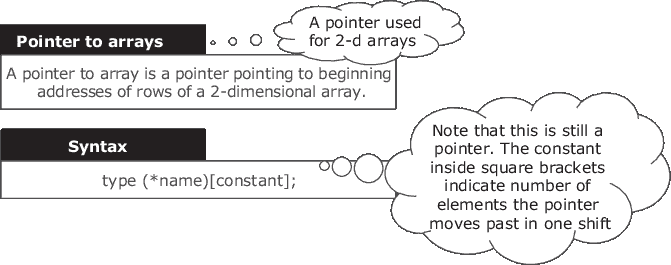 A pointer used
for 2-d arrays
Pointer to arrays
A pointer to array is a pointer pointing to beginning
addresses of rows of a 2-dimensional array.
Syntax
type (*name)[constant];
Note that this is still a
pointer. The constant
inside square brackets
indicate number of
elements the pointer
moves past in one shift